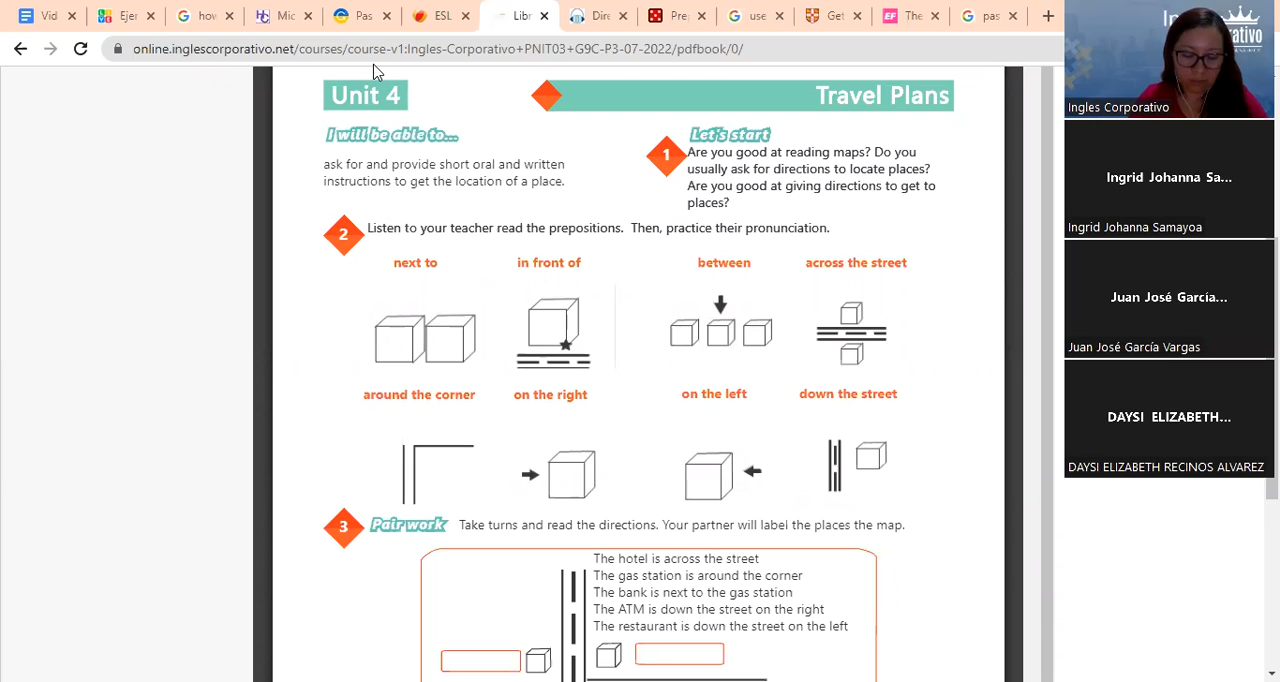 Vid
Ejer
how
Mic
Pas
ESL
Libr
Dire
Prep
use
Get
The
pas
online.inglescorporativo.net/courses/course-v1:Ingles-Corporativo+PNIT03+G9C-P3-07-2022/pdfbook/0/
Unit 4
Travel Plans
I will be able to...
ask for and provide short oral and written
instructions to get the location of a place.
1
Let's start
Are you good at reading maps? Do you
usually ask for directions to locate places?
Are you good at giving directions to get to
places?
2
Listen to your teacher read the prepositions. Then, practice their pronunciation.
next to
in front of
between
across the street
around the corner
on the right
on the left
down the street
3
Pair work
Take turns and read the directions. Your partner will label the places the map.
The hotel is across the street
The gas station is around the corner
The bank is next to the gas station
The ATM is down the street on the right
The restaurant is down the street on the left
Ingles Corporativo
Ingrid Johanna Sa...
Ingrid Johanna Samayoa
Juan José García...
Juan José García Vargas
DAYSI ELIZABETH...
DAYSI ELIZABETH RECINOS ALVAREZ